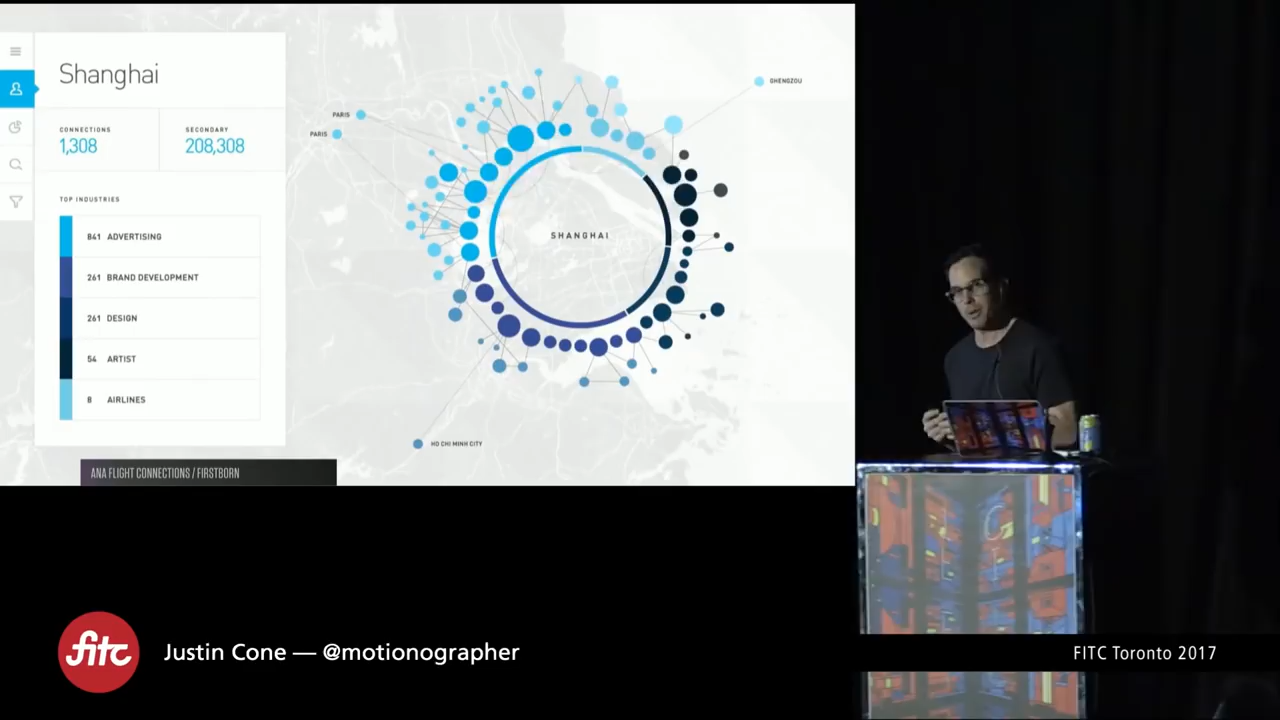 Shanghai
CONNECTIONS
1,308
SECONDARY
208,308
TOP INDUSTRIES
841 ADVERTISING
261 BRAND DEVELOPMENT
261 DESIGN
54 ARTIST
8 AIRLINES
PARIS
PARIS
GHENGZOU
SHANGHAI
HO CHI MINH CITY
ANA FLIGHT CONNECTIONS / FIRSTBORN
fitc
Justin Cone — @motionographer
FITC Toronto 2017